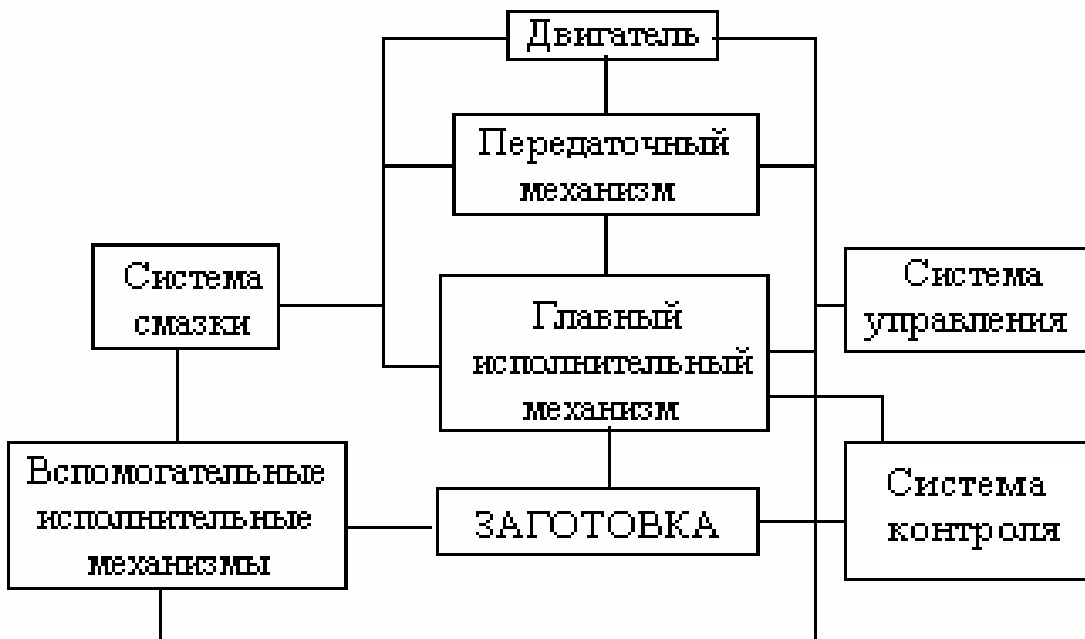 Двигатель
Передаточный
механизм
Система
смазки
Главный
исполнительный
механизм
Система
управления
Вспомогательные
исполнительные
механизмы
ЗАГОТОВКА
Система
контроля